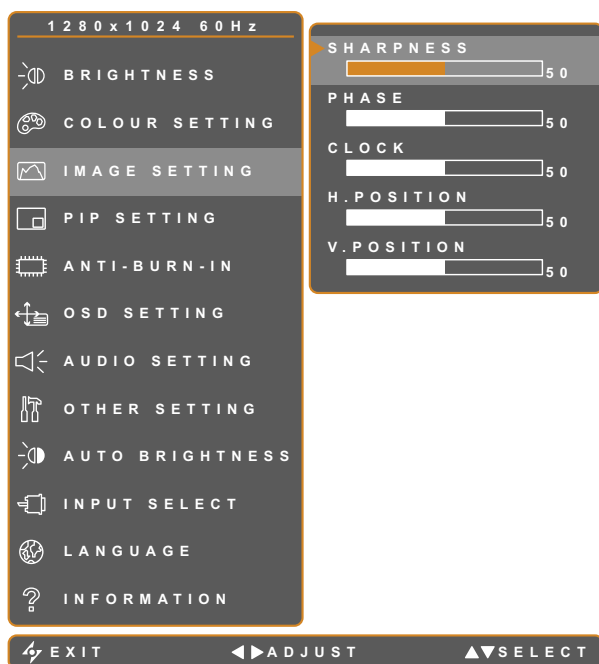 1280x1024 60Hz
BRIGHTNESS
COLOUR SETTING
IMAGE SETTING
PIP SETTING
ANTI-BURN-IN
OSD SETTING
AUDIO SETTING
OTHER SETTING
AUTO BRIGHTNESS
INPUT SELECT
LANGUAGE
INFORMATION
SHARPNESS
50
PHASE
50
CLOCK
50
H.POSITION
50
V.POSITION
50
EXIT ADJUST SELECT